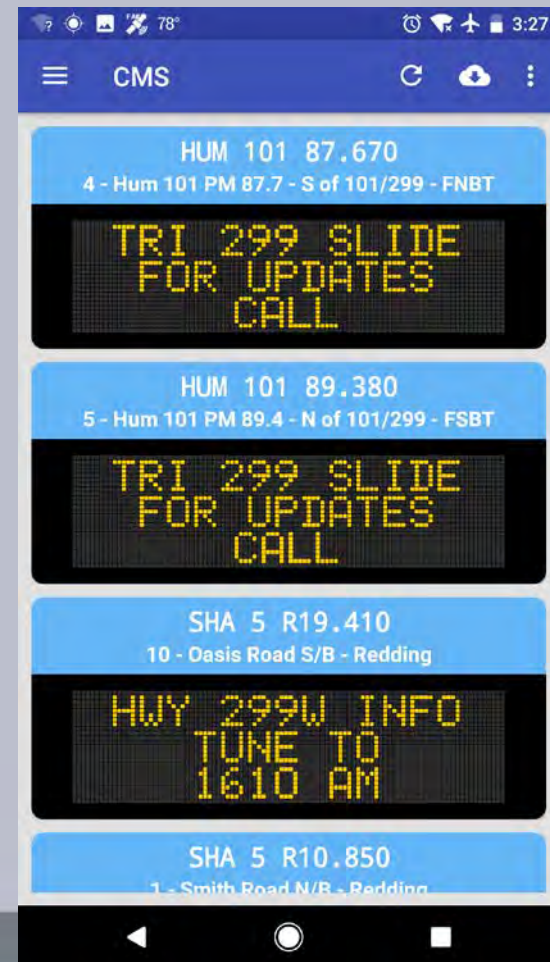 78° 3:27
CMS
HUM 101 87.670
4 - Hum 101 PM 87.7 - S of 101/299 - FNBT
TRI 299 SLIDE
FOR UPDATES
CALL
HUM 101 89.380
5 - Hum 101 PM 89.4 - N of 101/299 - FSBT
TRI 299 SLIDE
FOR UPDATES
CALL
SHA 5 R19.410
10 - Oasis Road S/B - Redding
HWY 299W INFO
TUNE TO
1610 AM
SHA 5 R10.850
1 - Smith Road N/B - Redding